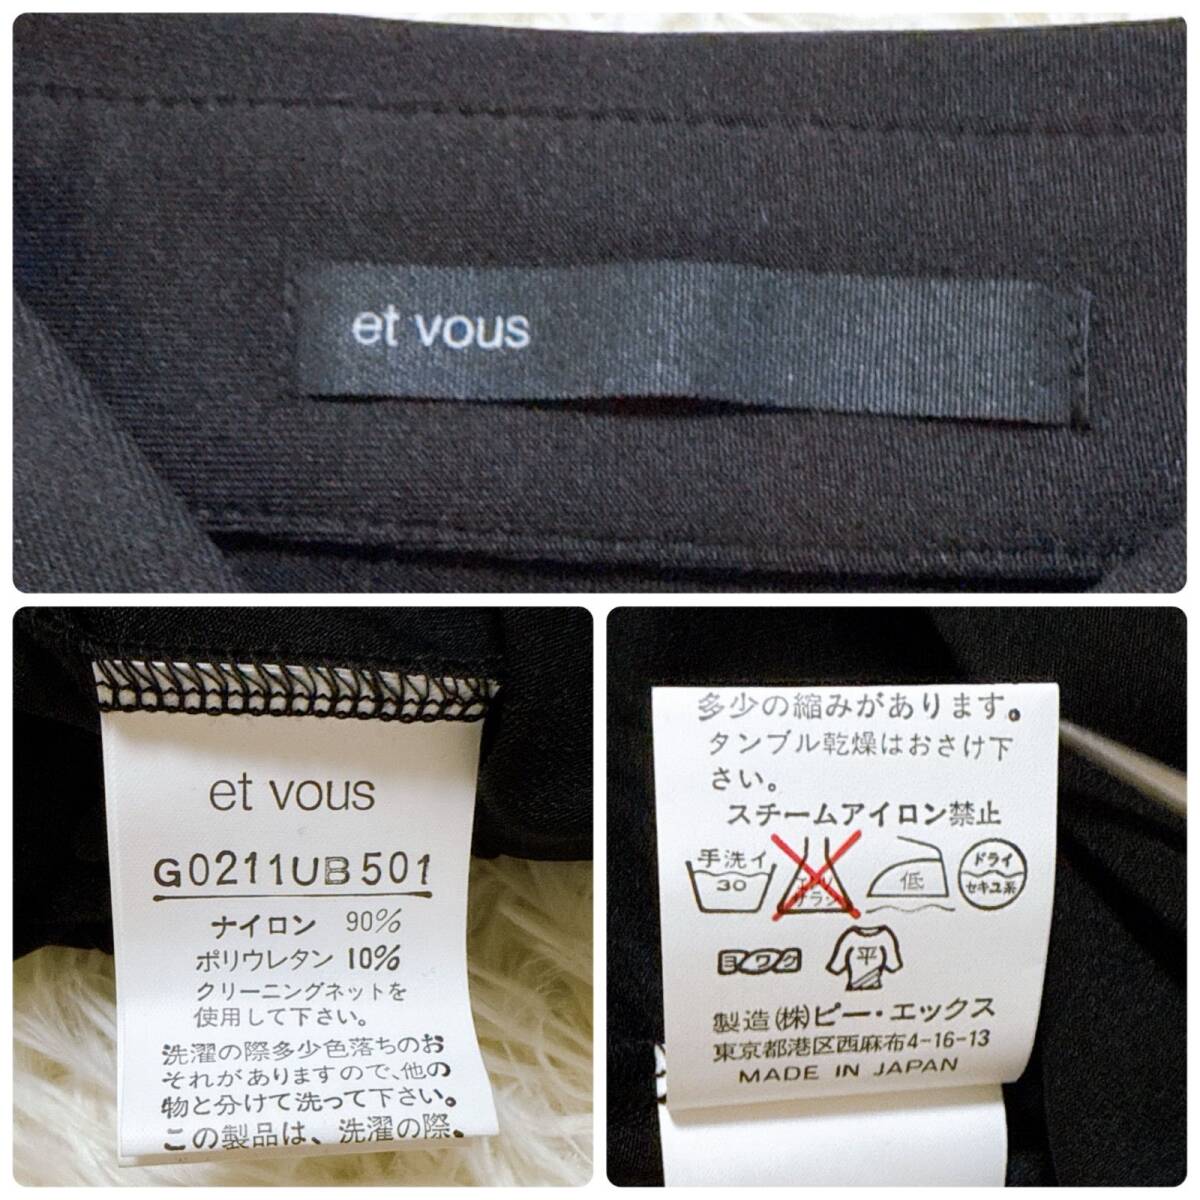 et vous
et vous
G0211UB501
ナイロン 90%
ポリウレタン 10%
クリーニングネットを
使用して下さい。
洗濯の際多少色落ちのお
それがありますので、他の
物と分けて洗って下さい。
この製品は、洗濯の際、
多少の縮みがあります。
タンブル乾燥はおさけ下
さい。
スチームアイロン禁止
手洗イ
30
エンソ
サラシ
低
ドライ
セキユ系
ヨワク
平
製造(株)ピー・エックス
東京都港区西麻布4-16-13
MADE IN JAPAN